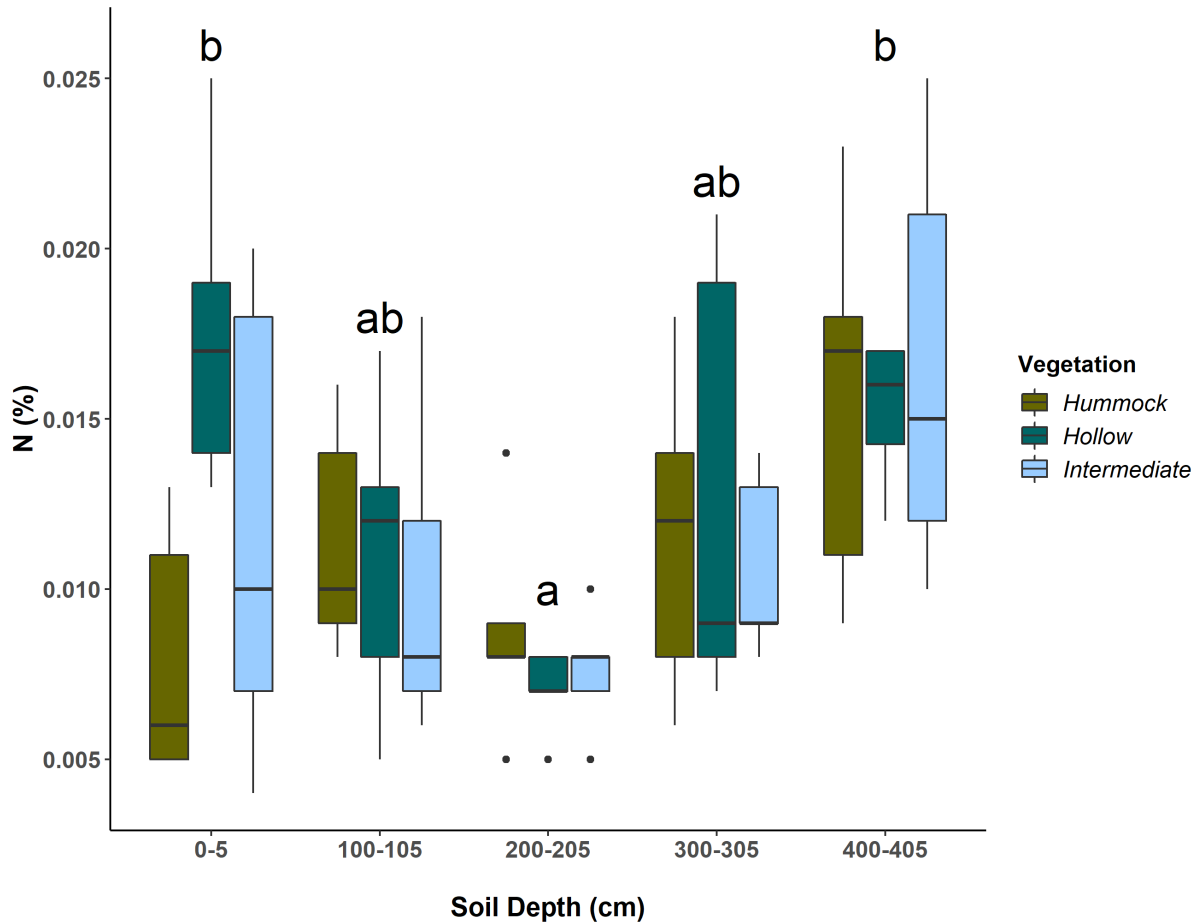 b
b
0.025
ab
0.020
ab
Vegetation
N (%)
0.015
Hummock
Hollow
Intermediate
a
0.010
0.005
0-5 100-105 200-205 300-305 400-405
Soil Depth (cm)